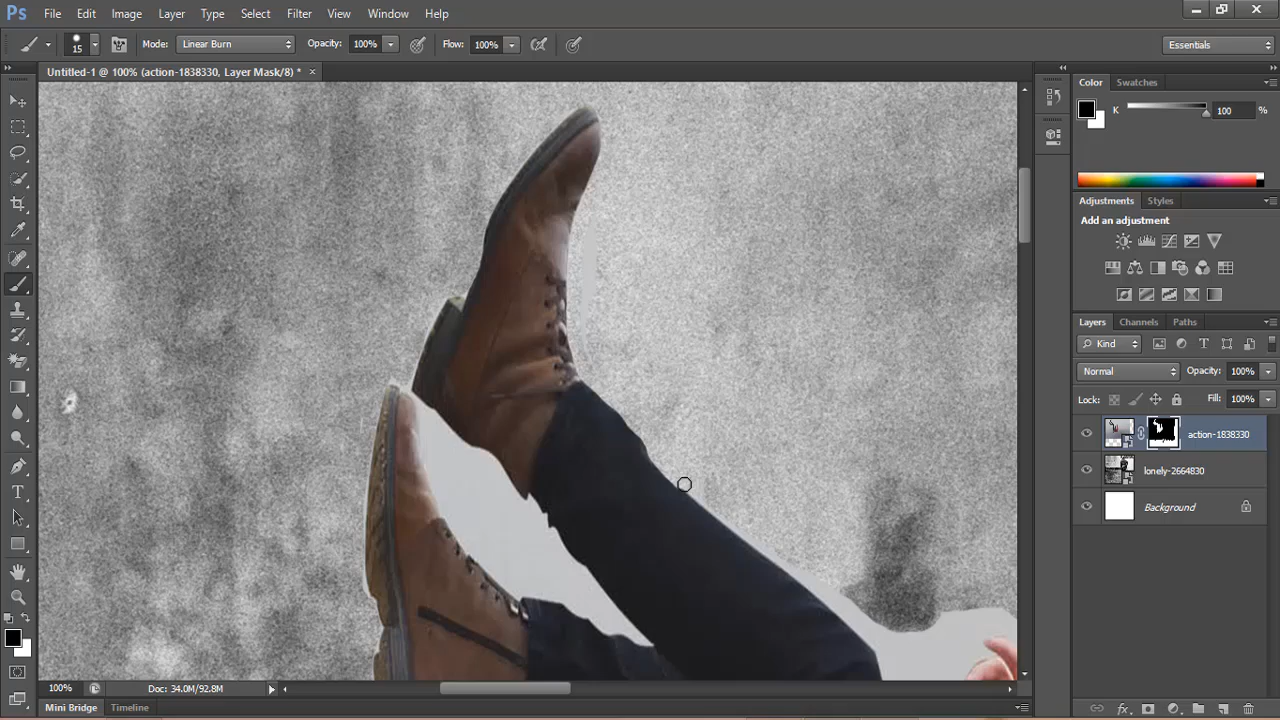 Ps File Edit Image Layer Type Select Filter View Window Help
15 Mode: Linear Burn Opacity: 100% Flow: 100% Essentials
Untitled-1 @ 100% (action-1838330, Layer Mask/8) * ×
Color Swatches
K 100 %
Adjustments Styles
Add an adjustment
Layers Channels Paths
Kind
Normal Opacity: 100%
Lock: Fill: 100%
action-1838330
lonely-2664830
Background
100% Doc: 34.0M/92.8M
Mini Bridge Timeline